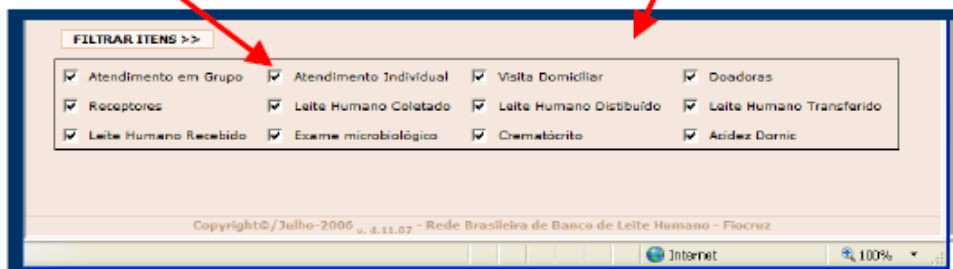 FILTRAR ITENS >>
Atendimento em Grupo Atendimento Individual Visita Domiciliar Doadoras
Receptores Leite Humano Coletado Leite Humano Distibuído Leite Humano Transferido
Leite Humano Recebido Exame microbiológico Crematócrito Acidez Dornic
Copyright©/Julho-2006 v. 4.11.07 - Rede Brasileira de Banco de Leite Humano - Fiocruz
Internet 100%